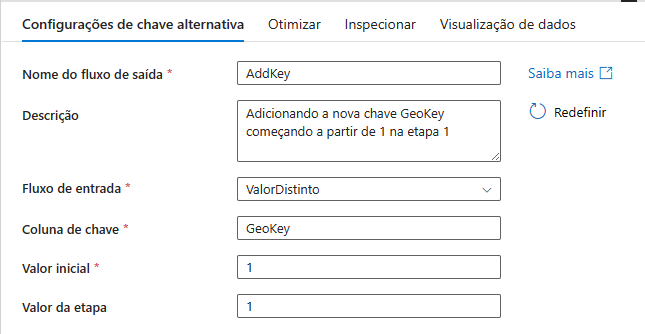 Configurações de chave alternativa Otimizar Inspecionar Visualização de dados
Nome do fluxo de saída * AddKey Saiba mais
Descrição Adicionando a nova chave GeoKey Redefinir
começando a partir de 1 na etapa 1
Fluxo de entrada * ValorDistinto
Coluna de chave * GeoKey
Valor inicial * 1
Valor da etapa 1